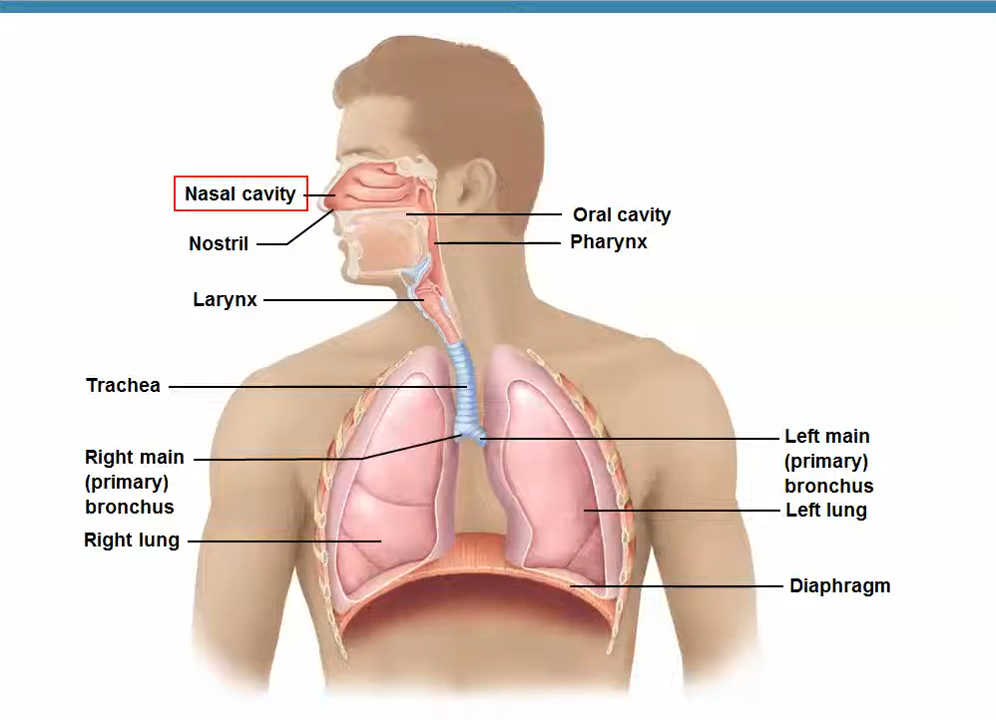 Nasal cavity
Nostril
Larynx
Trachea
Right main
(primary)
bronchus
Right lung
Oral cavity
Pharynx
Left main
(primary)
bronchus
Left lung
Diaphragm